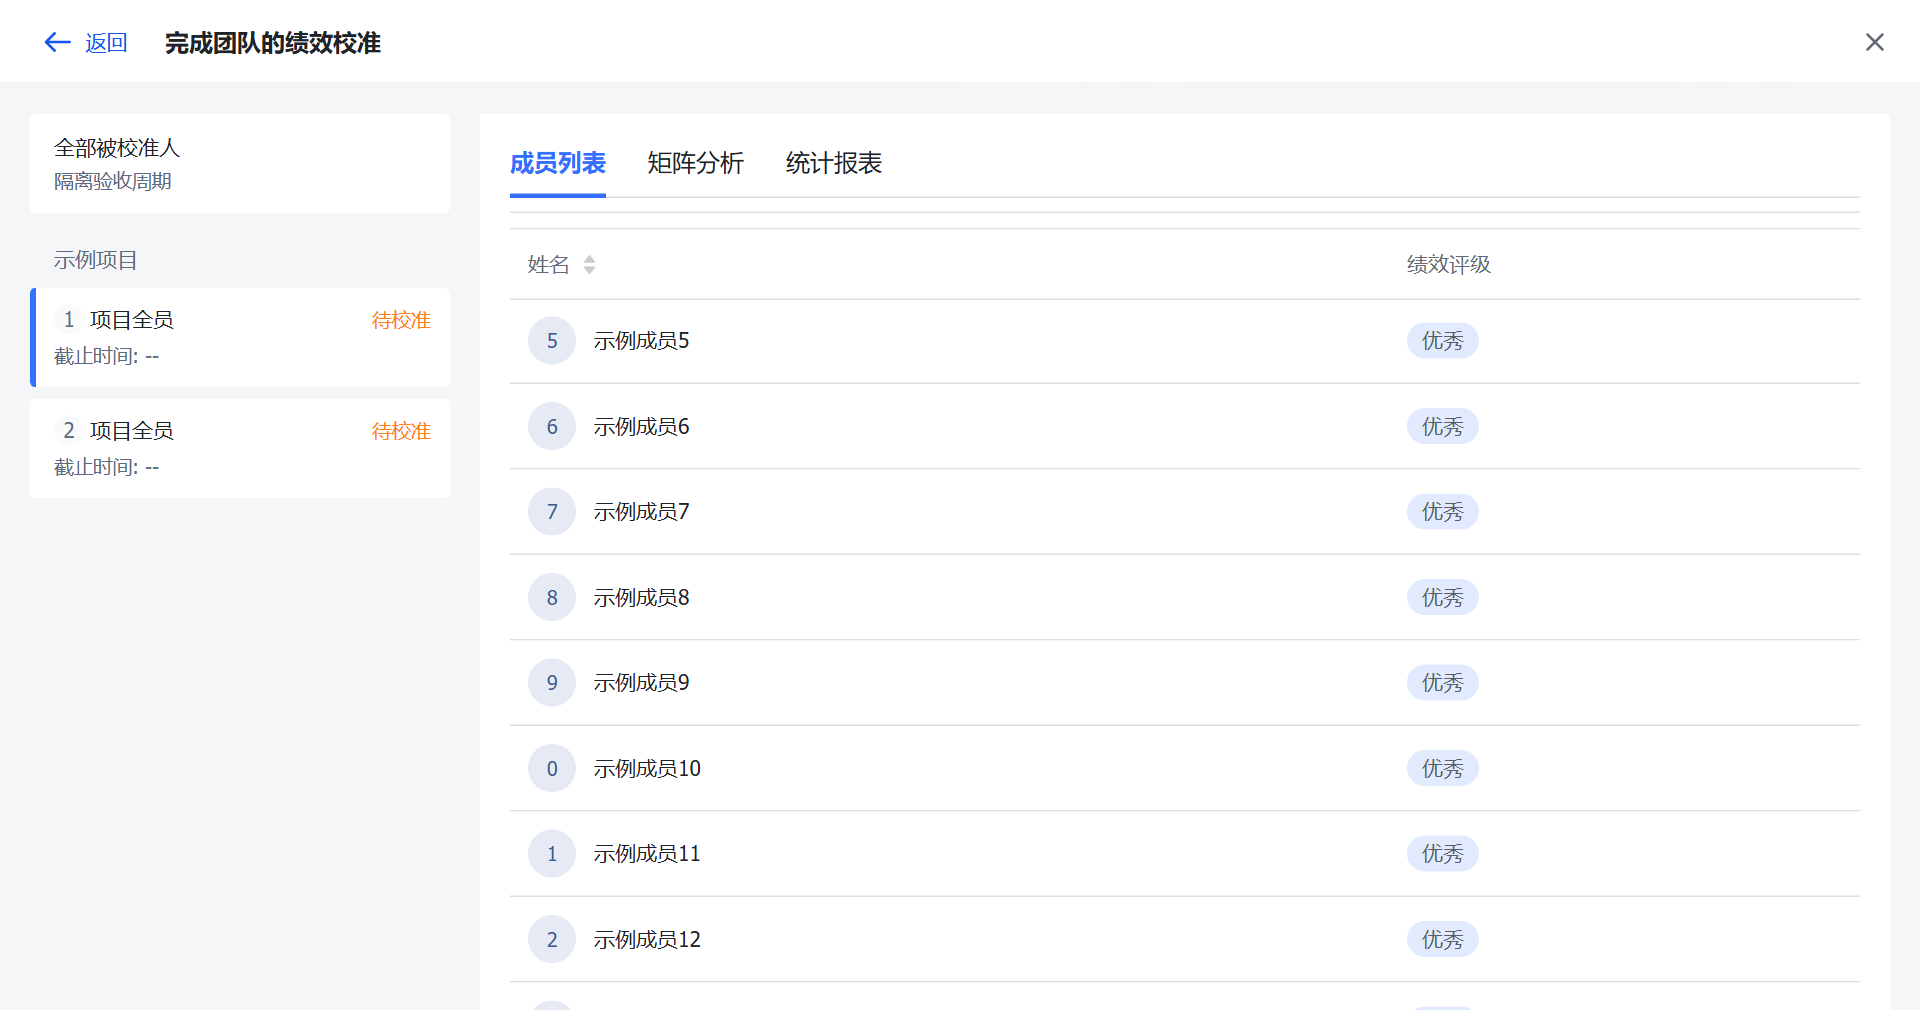 返回 完成团队的绩效校准
全部被校准人
隔离验收周期
示例项目
1 项目全员 待校准
截止时间: --
2 项目全员 待校准
截止时间: --
成员列表 矩阵分析 统计报表
姓名 绩效评级
5 示例成员5 优秀
6 示例成员6 优秀
7 示例成员7 优秀
8 示例成员8 优秀
9 示例成员9 优秀
0 示例成员10 优秀
1 示例成员11 优秀
2 示例成员12 优秀